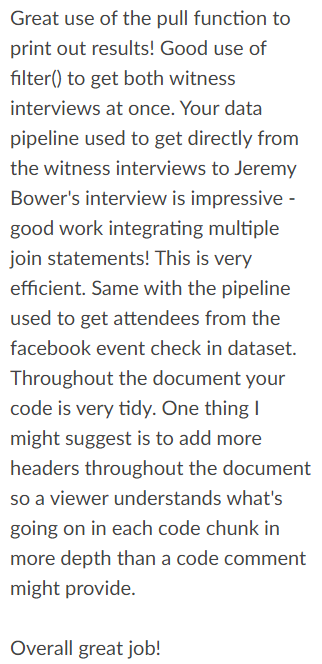 Great use of the pull function to
print out results! Good use of
filter() to get both witness
interviews at once. Your data
pipeline used to get directly from
the witness interviews to Jeremy
Bower's interview is impressive -
good work integrating multiple
join statements! This is very
efficient. Same with the pipeline
used to get attendees from the
facebook event check in dataset.
Throughout the document your
code is very tidy. One thing I
might suggest is to add more
headers throughout the document
so a viewer understands what's
going on in each code chunk in
more depth than a code comment
might provide.

Overall great job!